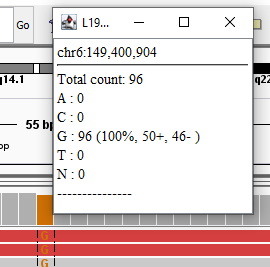 Go
L19...
chr6:149,400,904
Total count: 96
A : 0
C : 0
G : 96 (100%, 50+, 46- )
T : 0
N : 0
---------------
q14.1
q22
55 bp
bp
G
G
G